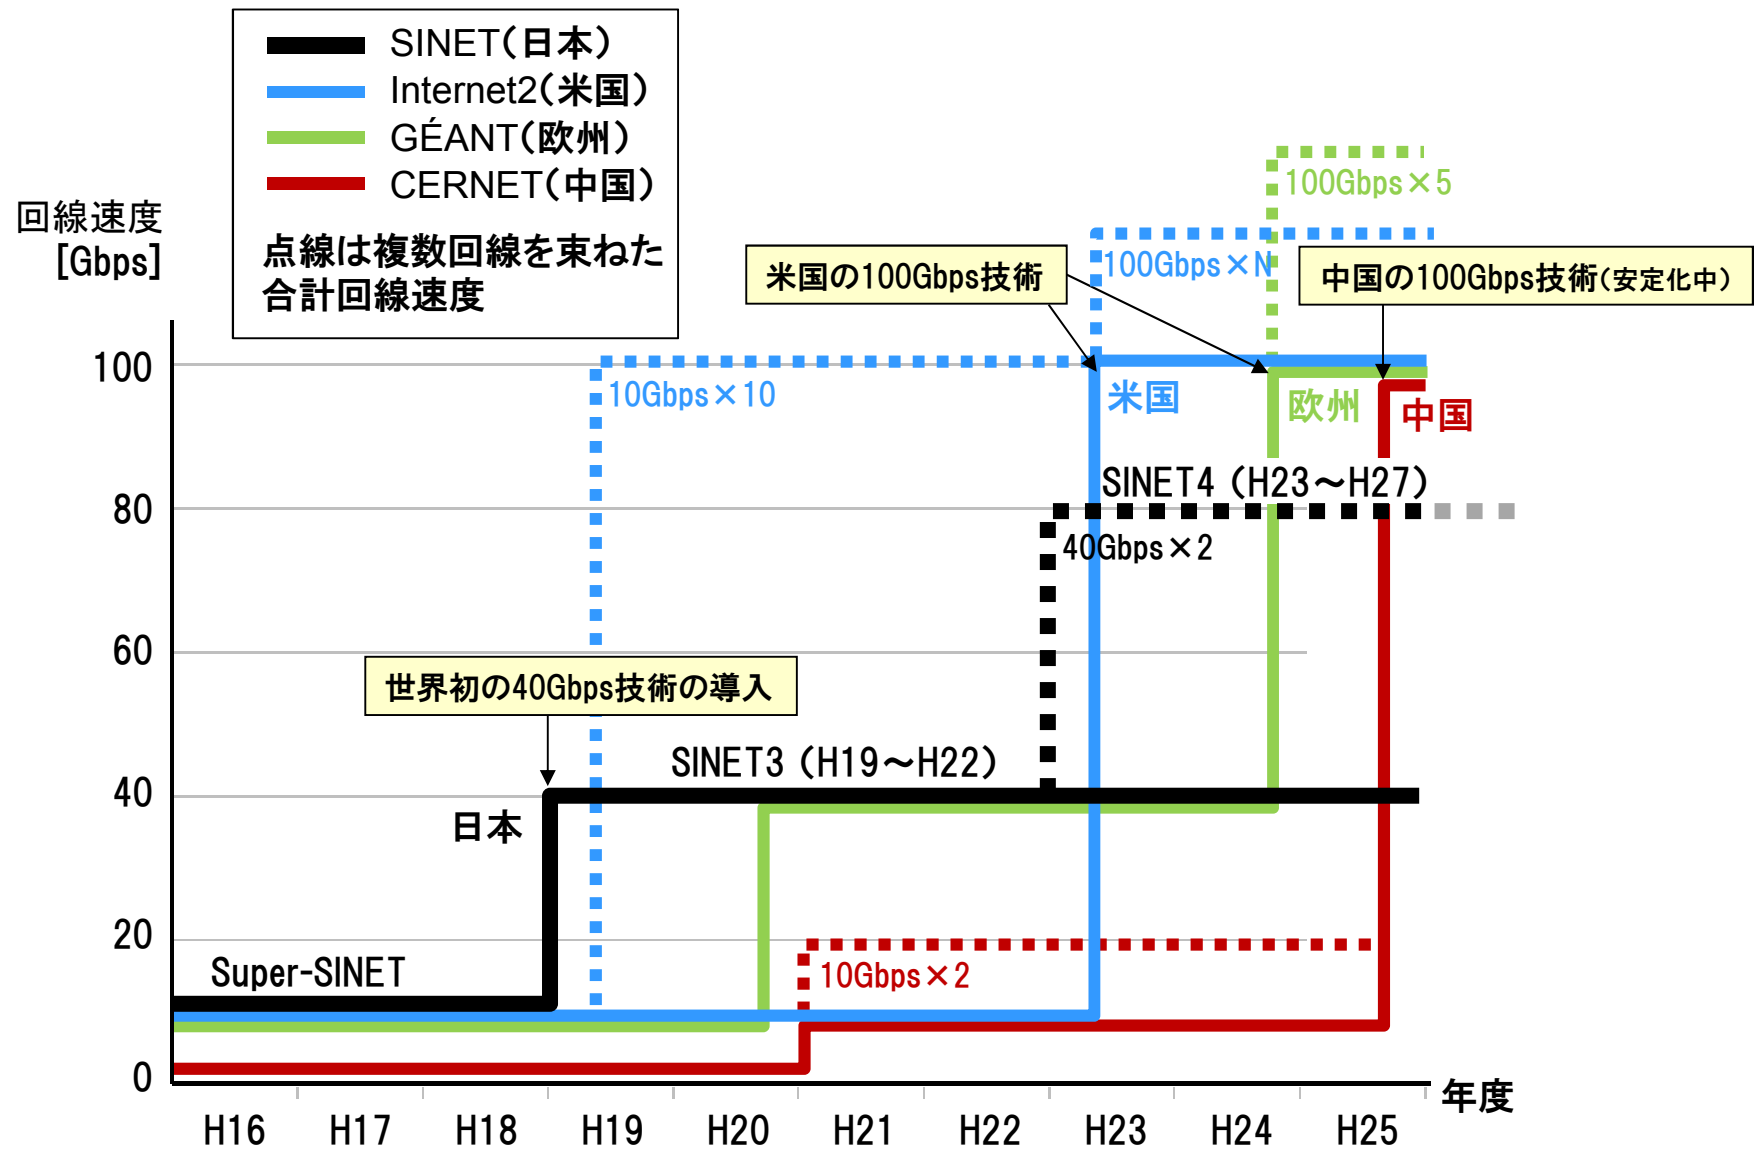 SINET(日本)
Internet2(米国)
GÉANT(欧州)
CERNET(中国)
点線は複数回線を束ねた
合計回線速度
回線速度
[Gbps]
100Gbps×5
100Gbps×N
米国の100Gbps技術
中国の100Gbps技術(安定化中)
100
10Gbps×10
米国
欧州
中国
SINET4 (H23~H27)
80
40Gbps×2
60
世界初の40Gbps技術の導入
SINET3 (H19~H22)
40
日本
20
Super-SINET
10Gbps×2
0
年度
H16 H17 H18 H19 H20 H21 H22 H23 H24 H25